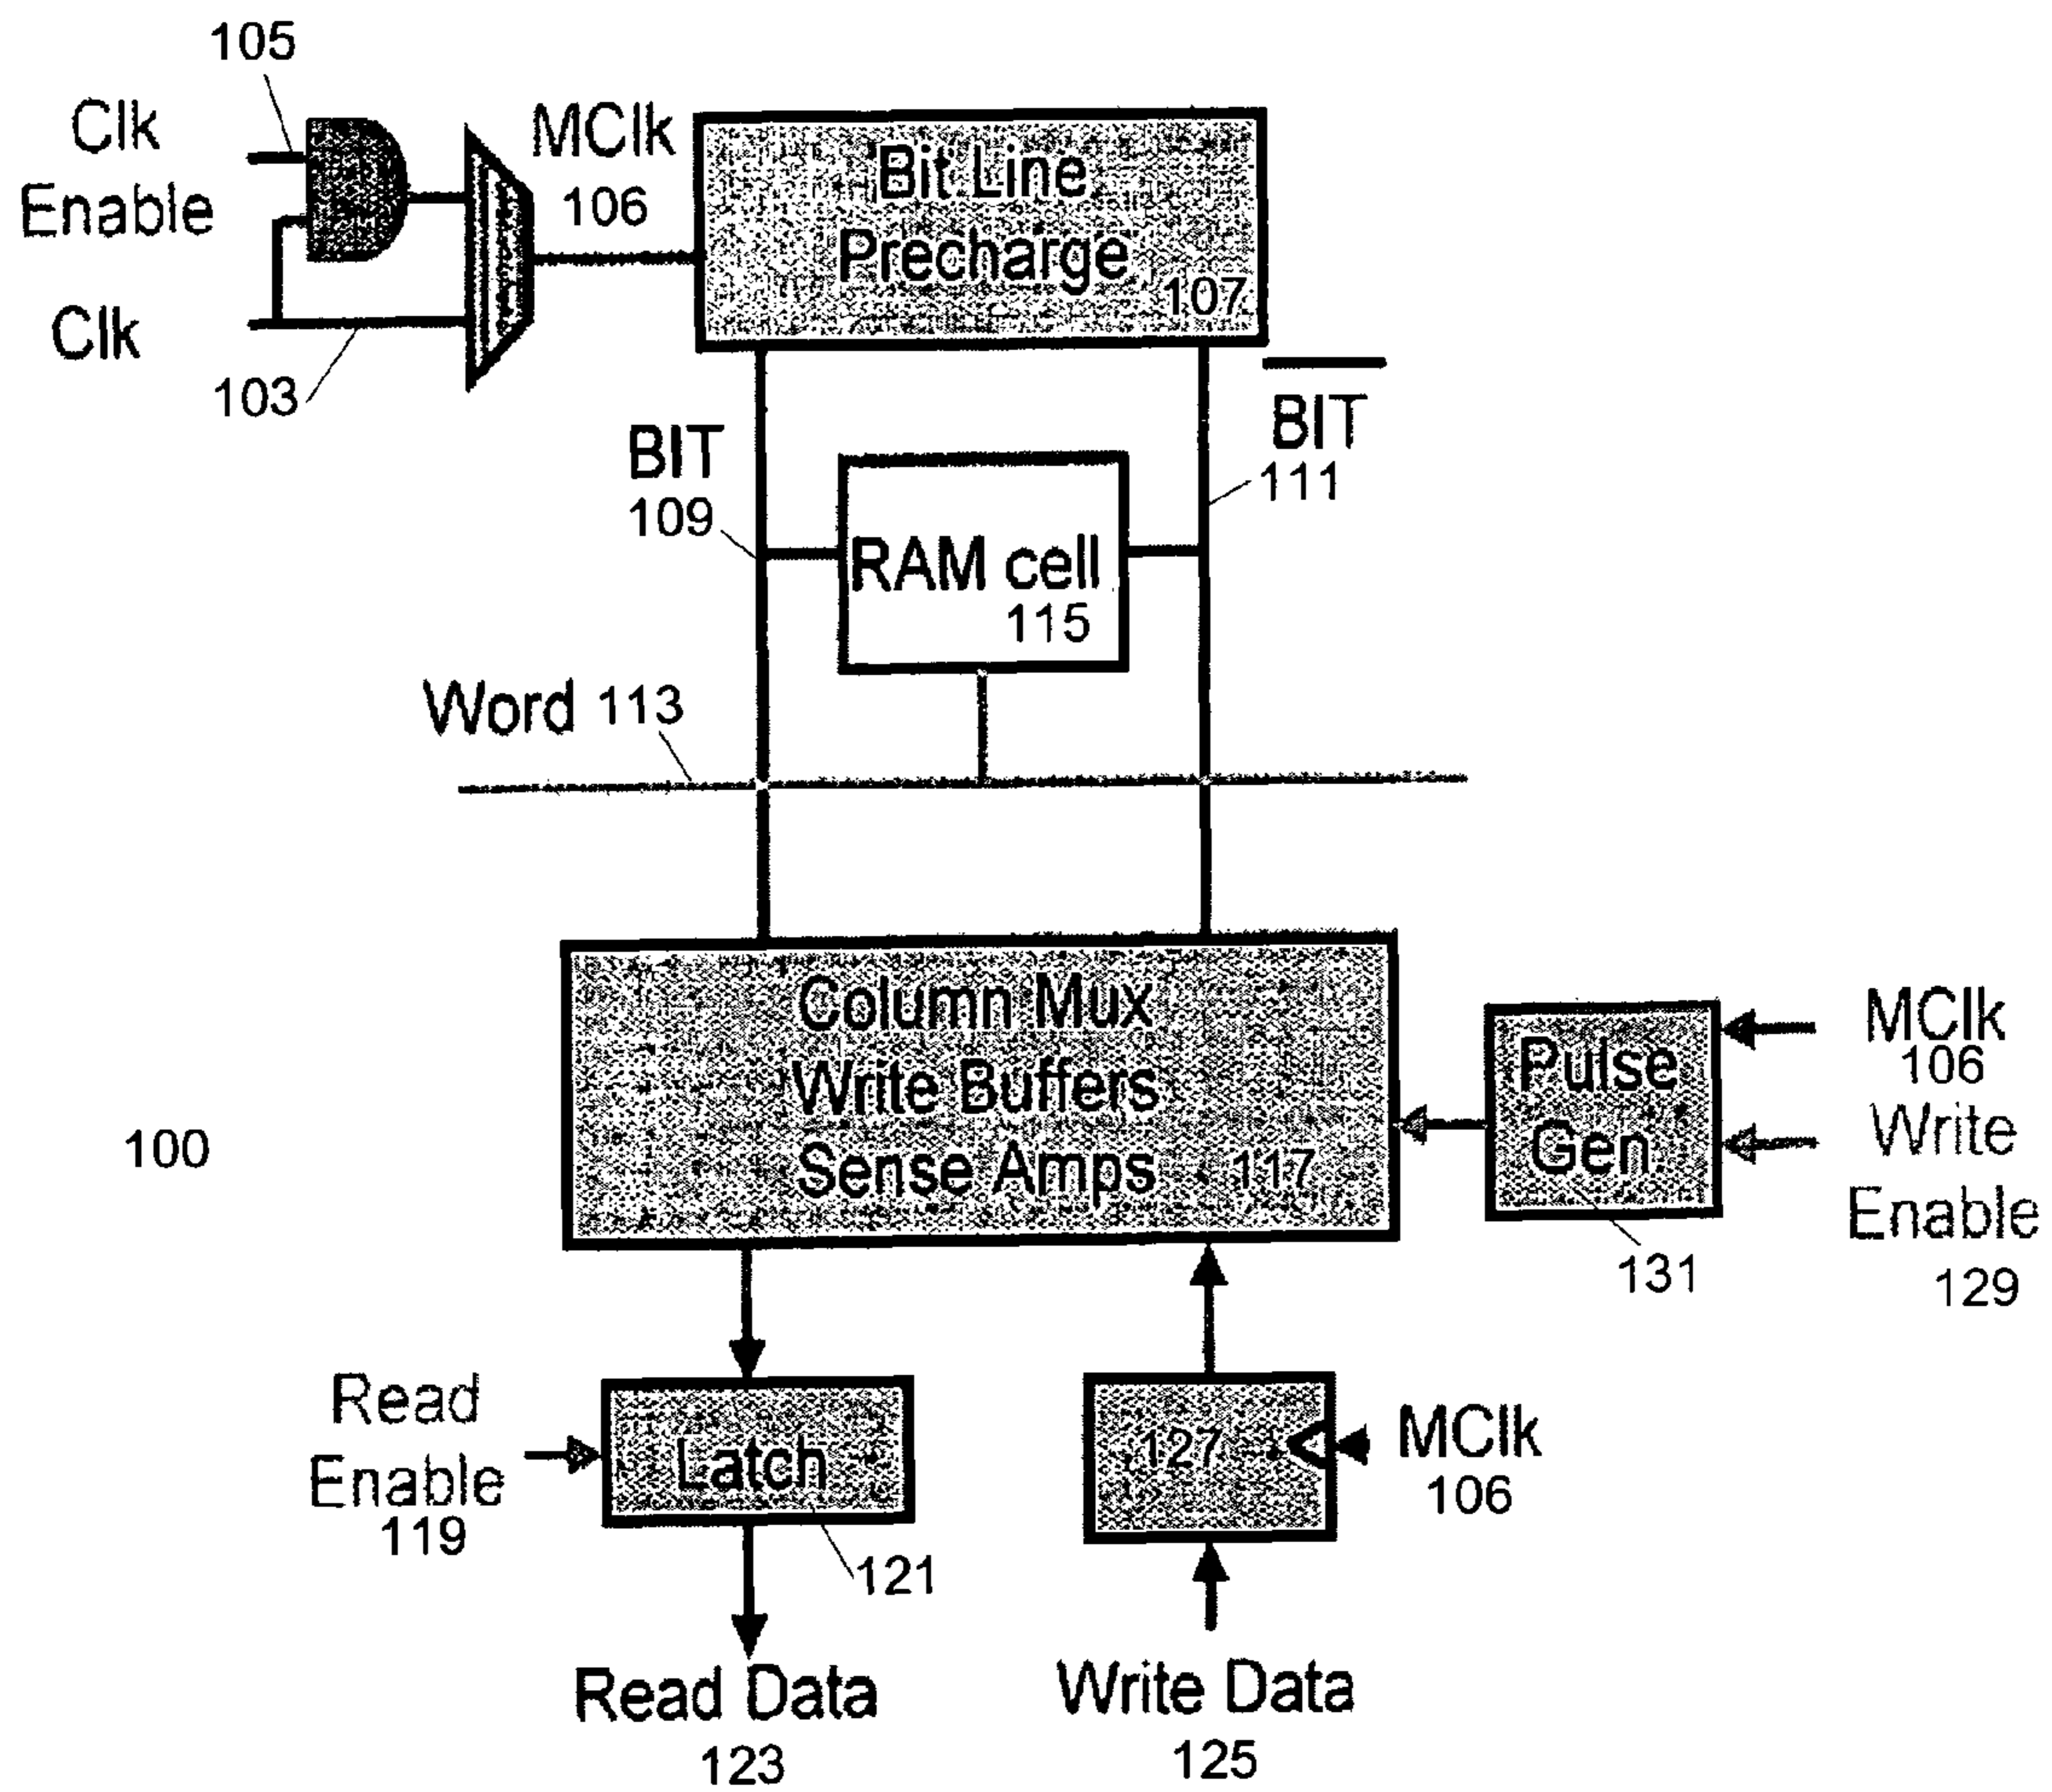 105
Clk
Enable
Clk
103
MClk
106
Bit Line
Precharge
107
BIT
109
BIT
111
RAM cell
115
Word 113
Column Mux
Write Buffers
Sense Amps 117
Pulse
Gen
131
MClk
106
Write
Enable
129
100
Read
Enable
119
Latch
121
127
MClk
106
Read Data
123
Write Data
125